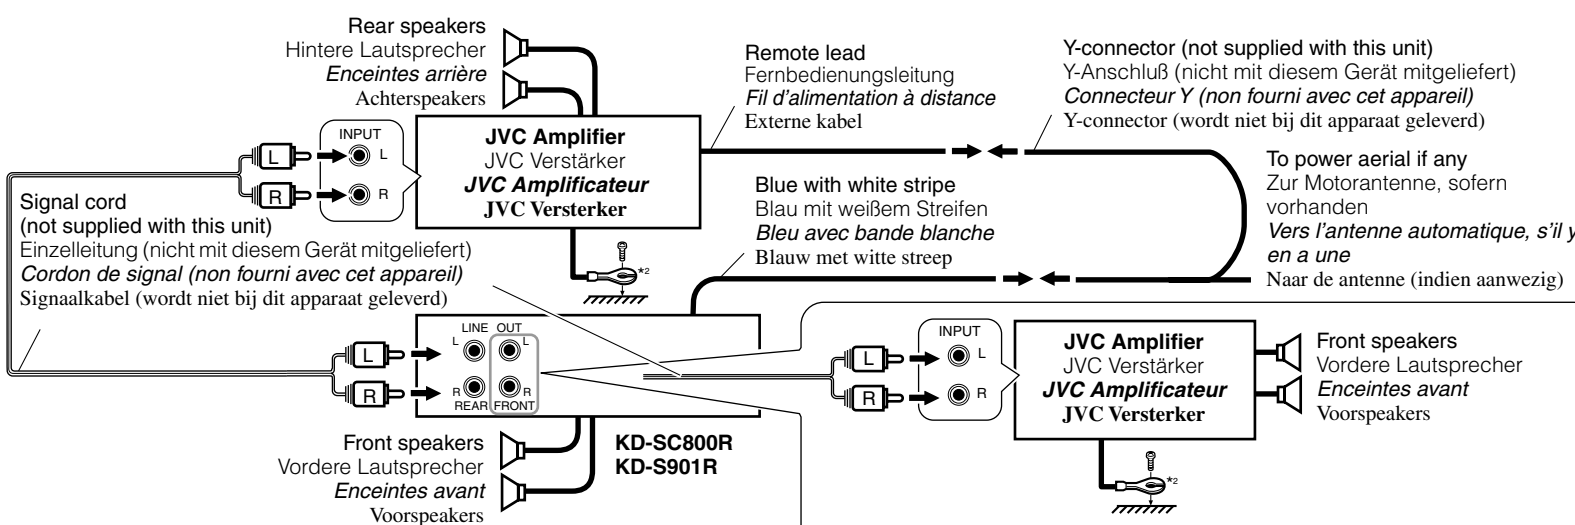 Rear speakers
Hintere Lautsprecher
Enceintes arrière
Achterspeakers
Remote lead
Fernbedienungsleitung
Fil d'alimentation à distance
Externe kabel
Y-connector (not supplied with this unit)
Y-Anschluß (nicht mit diesem Gerät mitgeliefert)
Connecteur Y (non fourni avec cet appareil)
Y-connector (wordt niet bij dit apparaat geleverd)
INPUT
L
L
R
R
JVC Amplifier
JVC Verstärker
JVC Amplificateur
JVC Versterker
To power aerial if any
Zur Motorantenne, sofern
vorhanden
Vers l'antenne automatique, s'il y
en a une
Naar de antenne (indien aanwezig)
Signal cord
(not supplied with this unit)
Einzelleitung (nicht mit diesem Gerät mitgeliefert)
Cordon de signal (non fourni avec cet appareil)
Signaalkabel (wordt niet bij dit apparaat geleverd)
Blue with white stripe
Blau mit weißem Streifen
Bleu avec bande blanche
Blauw met witte streep
*2
LINE OUT
L
L
L
R
R
R
REAR FRONT
INPUT
L
L
R
R
JVC Amplifier
JVC Verstärker
JVC Amplificateur
JVC Versterker
Front speakers
Vordere Lautsprecher
Enceintes avant
Voorspeakers
Front speakers
Vordere Lautsprecher
Enceintes avant
Voorspeakers
KD-SC800R
KD-S901R
*2